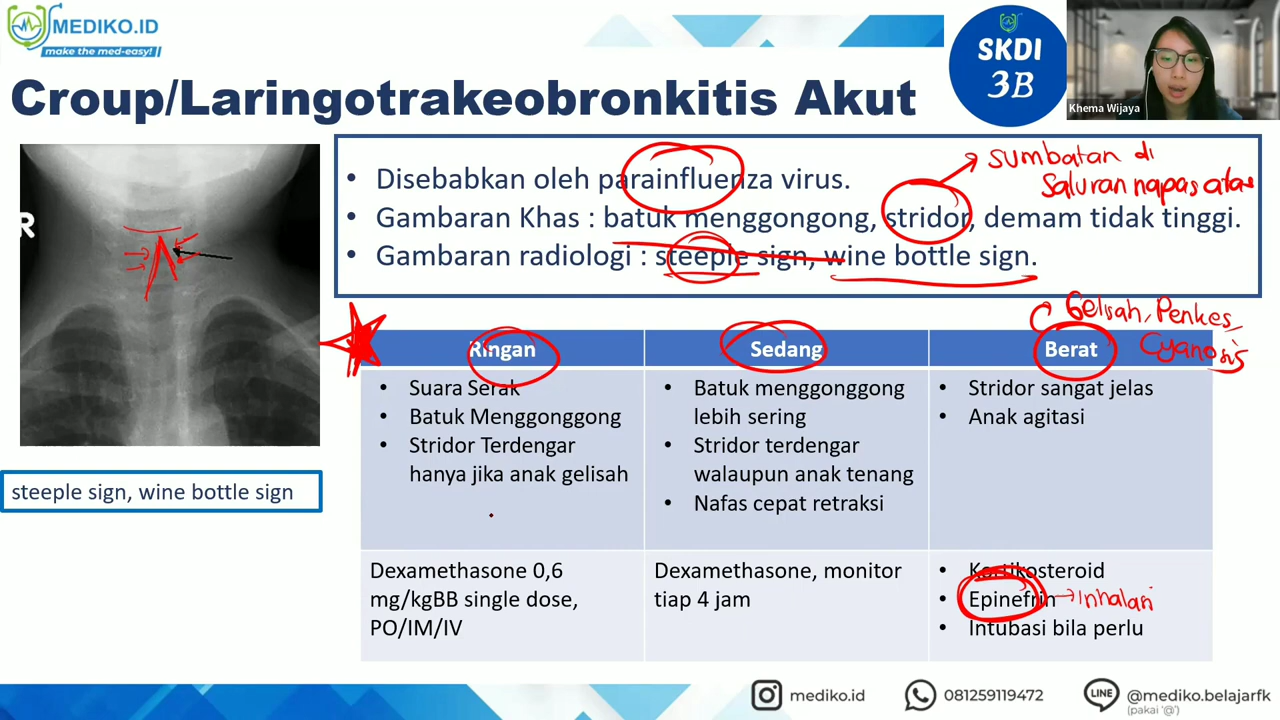 MEDIKO.ID
make the med-easy!
SKDI
3B
Khema Wijaya
Croup/Laringotrakeobronkitis Akut
R
• Disebabkan oleh parainfluenza virus.
• Gambaran Khas : batuk menggongong, stridor, demam tidak tinggi.
• Gambaran radiologi : steeple sign, wine bottle sign.
sumbatan di
saluran napas atas
Gelisah, Penkes,
Cyanosis
steeple sign, wine bottle sign
Ringan
Sedang
Berat
• Suara Serak
• Batuk Menggonggong
• Stridor Terdengar
hanya jika anak gelisah
• Batuk menggonggong
lebih sering
• Stridor terdengar
walaupun anak tenang
• Nafas cepat retraksi
• Stridor sangat jelas
• Anak agitasi
Dexamethasone 0,6
mg/kgBB single dose,
PO/IM/IV
Dexamethasone, monitor
tiap 4 jam
• Kortikosteroid
• Epinefrin → Inhalasi
• Intubasi bila perlu
mediko.id
081259119472
LINE
@mediko.belajarfk
(pakai '@')